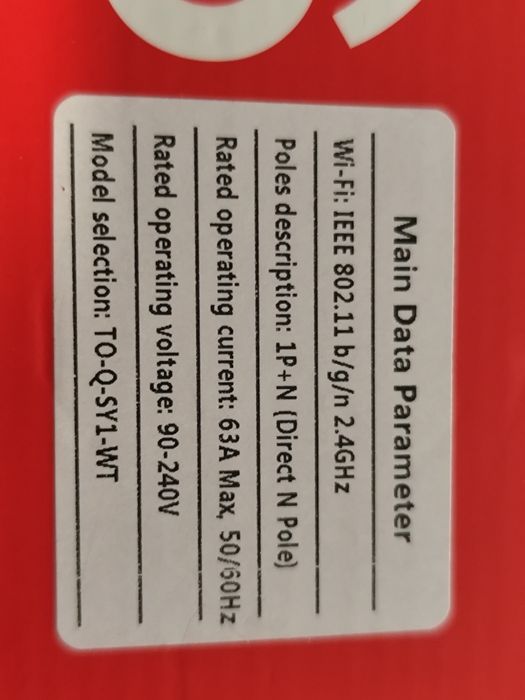 Main Data Parameter
Wi-Fi: IEEE 802.11 b/g/n 2.4GHz
Poles description: 1P+N (Direct N Pole)
Rated operating current: 63A Max, 50/60Hz
Rated operating voltage: 90-240V
Model selection: TO-Q-SY1-WT